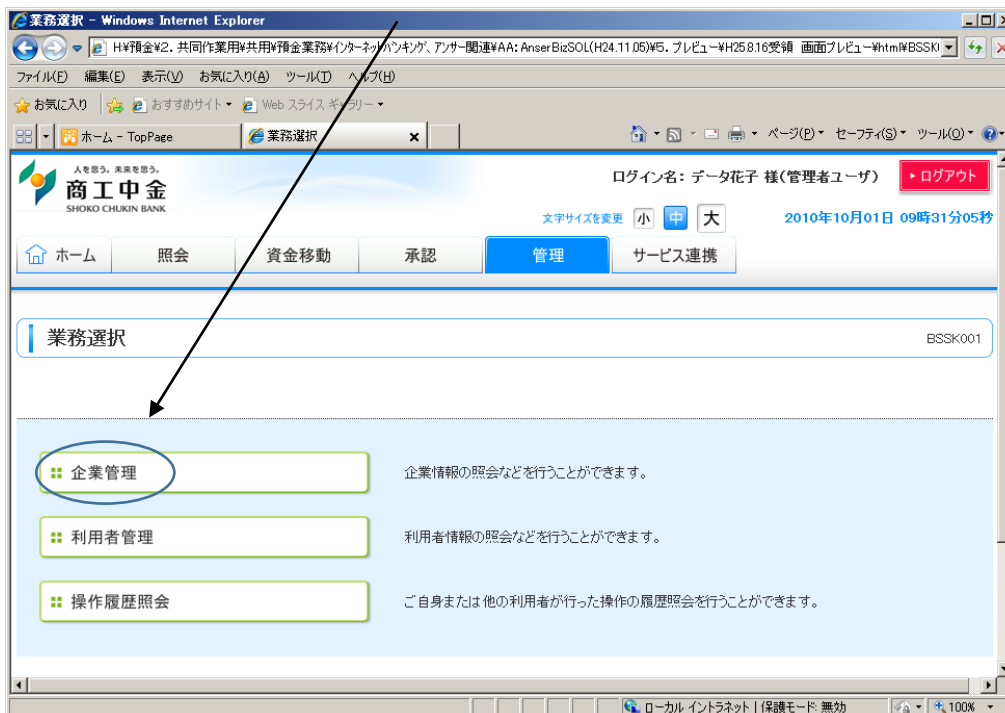 業務選択 - Windows Internet Explorer
H:¥預金¥2. 共同作業用¥共用¥預金業務¥インターネットバンキング、アンサー関連¥AA: AnserBizSOL(H24.11.05)¥5. プレビュー¥H25.8.16受領 画面プレビュー¥html¥BSSK
ファイル(F) 編集(E) 表示(V) お気に入り(A) ツール(T) ヘルプ(H)
お気に入り おすすめサイト Web スライス ギャラリー
ホーム - TopPage 業務選択 ページ(P) セーフティ(S) ツール(O)
人を思う。未来を思う。
商工中金
SHOKO CHUKIN BANK
ログイン名: データ花子 様(管理者ユーザ) ログアウト
文字サイズを変更 小 中 大 2010年10月01日 09時31分05秒
ホーム 照会 資金移動 承認 管理 サービス連携
業務選択 BSSK001
企業管理 企業情報の照会などを行うことができます。
利用者管理 利用者情報の照会などを行うことができます。
操作履歴照会 ご自身または他の利用者が行った操作の履歴照会を行うことができます。
ローカル イントラネット | 保護モード: 無効 100%